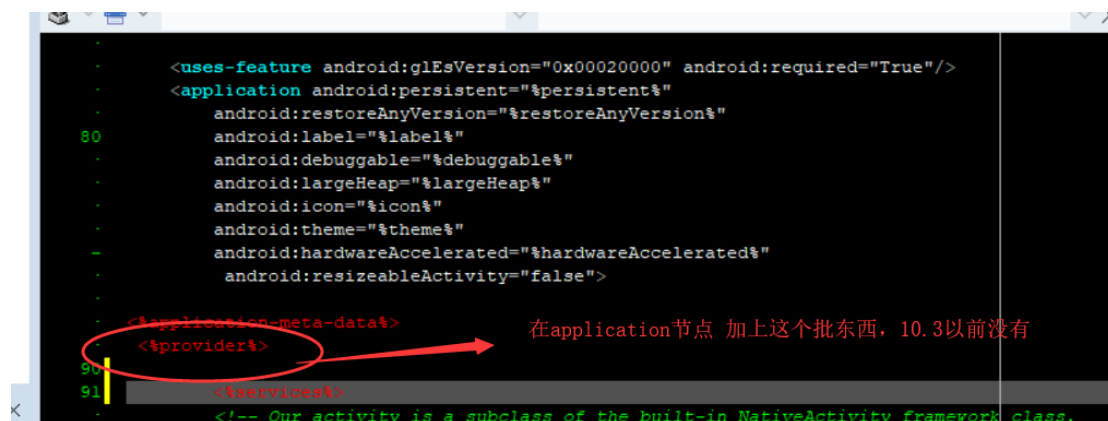 <uses-feature android:glEsVersion="0x00020000" android:required="True"/>
<application android:persistent="%persistent%"
android:restoreAnyVersion="%restoreAnyVersion%"
80 android:label="%label%"
android:debuggable="%debuggable%"
android:largeHeap="%largeHeap%"
android:icon="%icon%"
android:theme="%theme%"
android:hardwareAccelerated="%hardwareAccelerated%"
android:resizeableActivity="false">
<%application-meta-data%>
在application节点 加上这个批东西，10.3以前没有
<%provider%>
90
91 <%services%>
<!-- Our activity is a subclass of the built-in NativeActivity framework class.